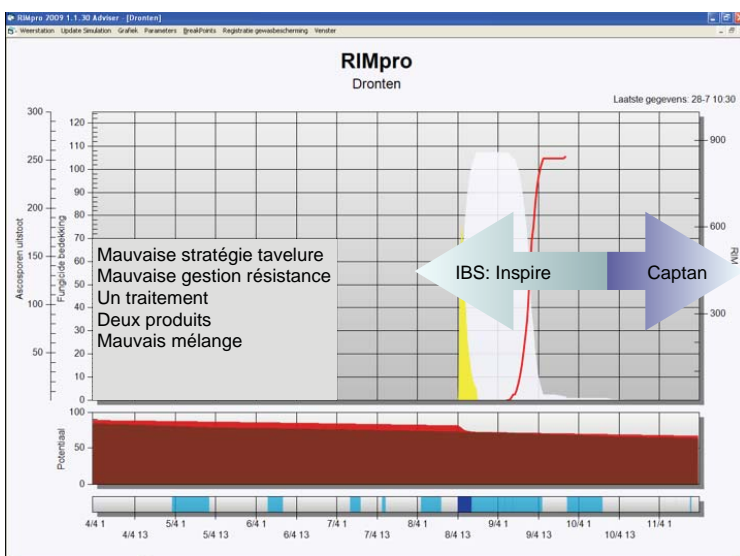 RIMpro 2009 1.1.30 Adviser - [Dronten]
Weerstation Update Simulation Grafiek Parameters BreakPoints Registratie gewasbescherming Venster
RIMpro
Dronten
Laatste gegevens: 28-7 10:30
300
250
200
150
100
50
Ascosporen uitstoot
120
110
100
90
80
70
60
50
40
30
20
10
0
Fungicide bedekking
900
600
300
RIM
Mauvaise stratégie tavelure
Mauvaise gestion résistance
Un traitement
Deux produits
Mauvais mélange
IBS: Inspire
Captan
100
50
0
Potentiaal
4/4 1 5/4 1 6/4 1 7/4 1 8/4 1 9/4 1 10/4 1 11/4 1
4/4 13 5/4 13 6/4 13 7/4 13 8/4 13 9/4 13 10/4 13